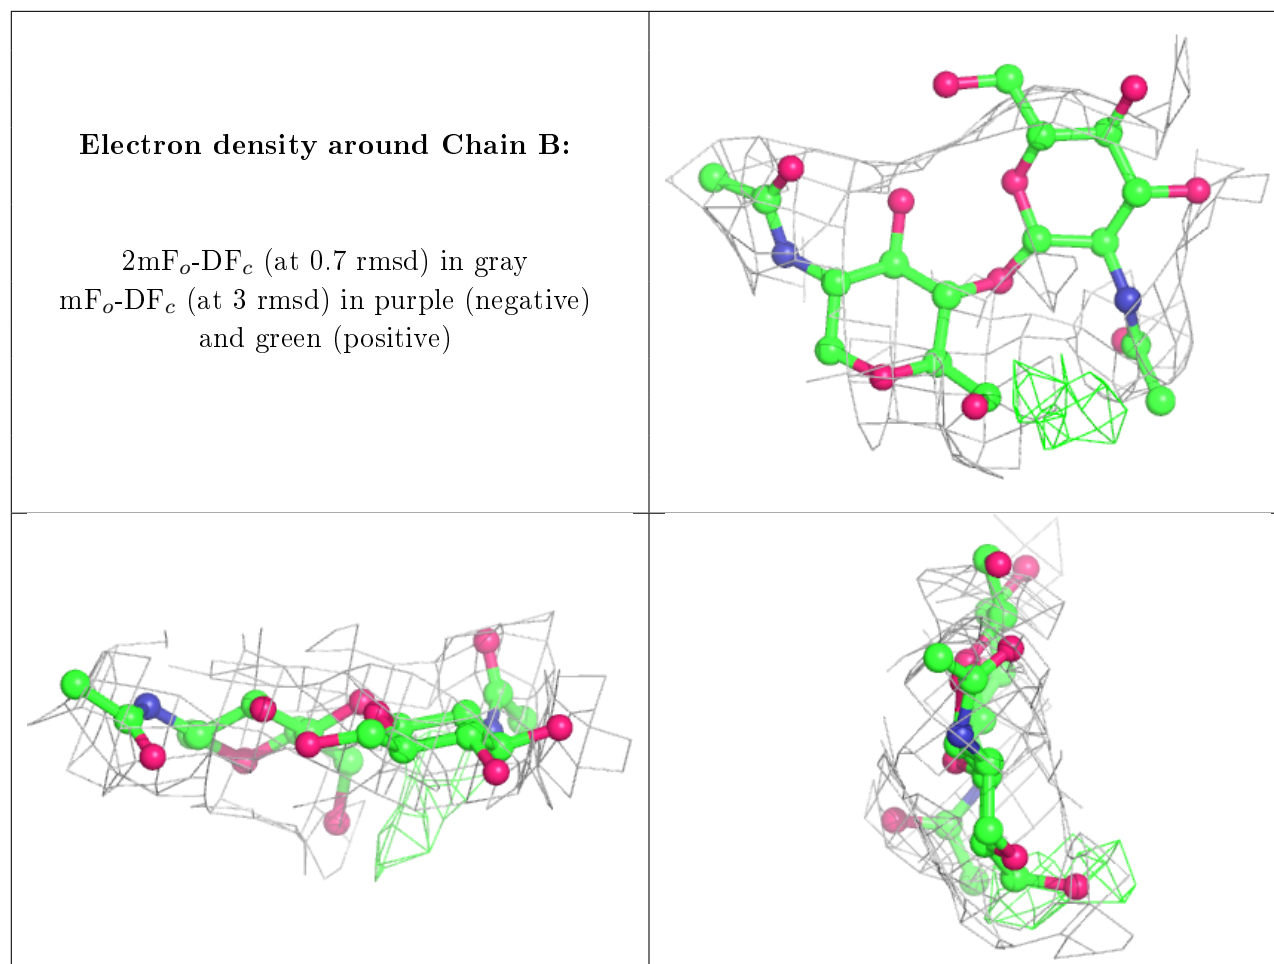 Electron density around Chain B:
2mFₒ-DF𝒸 (at 0.7 rmsd) in gray
mFₒ-DF𝒸 (at 3 rmsd) in purple (negative)
and green (positive)